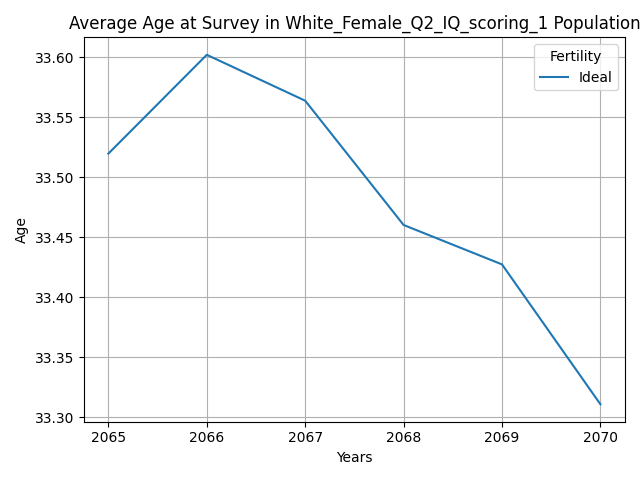 Average Age at Survey in White_Female_Q2_IQ_scoring_1 Population
Fertility
Ideal
33.60
33.55
33.50
33.45
33.40
33.35
33.30
Age
2065 2066 2067 2068 2069 2070
Years